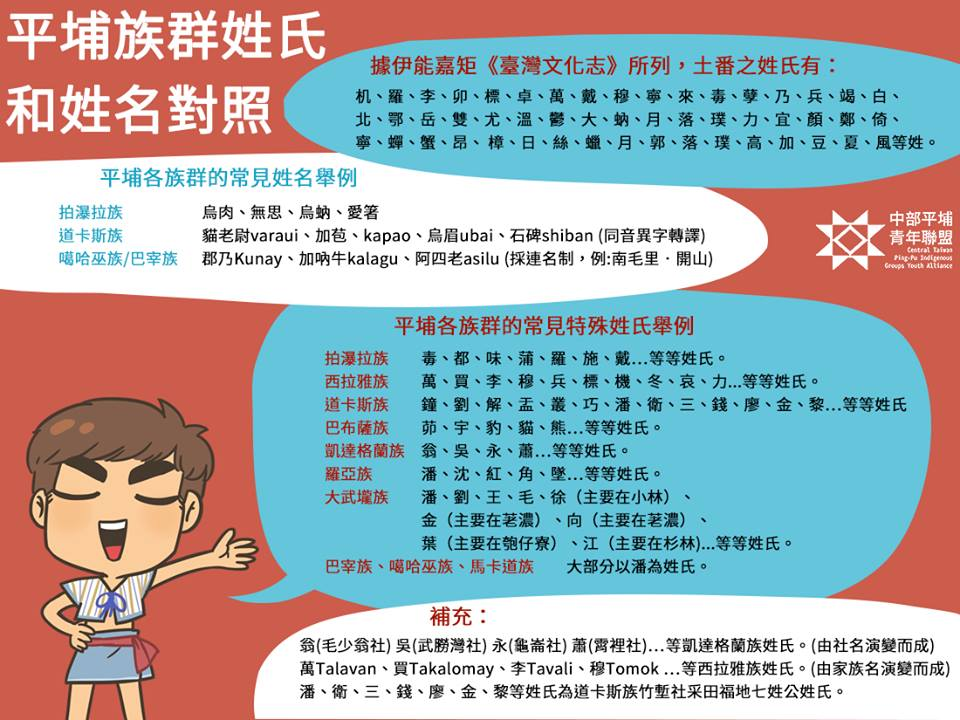 平埔族群姓氏
和姓名對照
據伊能嘉矩《臺灣文化志》所列，土番之姓氏有：
机、羅、李、卯、標、卓、萬、戴、穆、寧、來、毒、孽、乃、兵、竭、白、
北、鄂、岳、雙、尤、溫、鬱、大、蚋、月、落、璞、力、宜、顏、鄭、倚、
寧、蟬、蟹、昂、樟、日、絲、蠟、月、郭、落、璞、高、加、豆、夏、風等姓。
平埔各族群的常見姓名舉例
拍瀑拉族 烏肉、無思、烏蚋、愛箸
道卡斯族 貓老尉varaui、加苞、kapao、烏眉ubai、石碑shiban (同音異字轉譯)
噶哈巫族/巴宰族 郡乃Kunay、加吶牛kalagu、阿四老asilu (採連名制，例:南毛里．開山)
中部平埔
青年聯盟
Central Taiwan
Ping-Pu Indigenous
Groups Youth Alliance
平埔各族群的常見特殊姓氏舉例
拍瀑拉族 毒、都、味、蒲、羅、施、戴…等等姓氏。
西拉雅族 萬、買、李、穆、兵、標、機、冬、哀、力...等等姓氏。
道卡斯族 鐘、劉、解、盂、叢、巧、潘、衛、三、錢、廖、金、黎…等等姓氏
巴布薩族 茆、宇、豹、貓、熊…等等姓氏。
凱達格蘭族 翁、吳、永、蕭…等等姓氏。
羅亞族 潘、沈、紅、角、墜…等等姓氏。
大武壠族 潘、劉、王、毛、徐（主要在小林）、
金（主要在荖濃）、向（主要在荖濃）、
葉（主要在匏仔寮）、江（主要在杉林)…等等姓氏。
巴宰族、噶哈巫族、馬卡道族 大部分以潘為姓氏。
補充：
翁(毛少翁社) 吳(武勝灣社) 永(龜崙社) 蕭(霄裡社)…等凱達格蘭族姓氏。(由社名演變而成)
萬Talavan、買Takalomay、李Tavali、穆Tomok …等西拉雅族姓氏。(由家族名演變而成)
潘、衛、三、錢、廖、金、黎等姓氏為道卡斯族竹塹社采田福地七姓公姓氏。